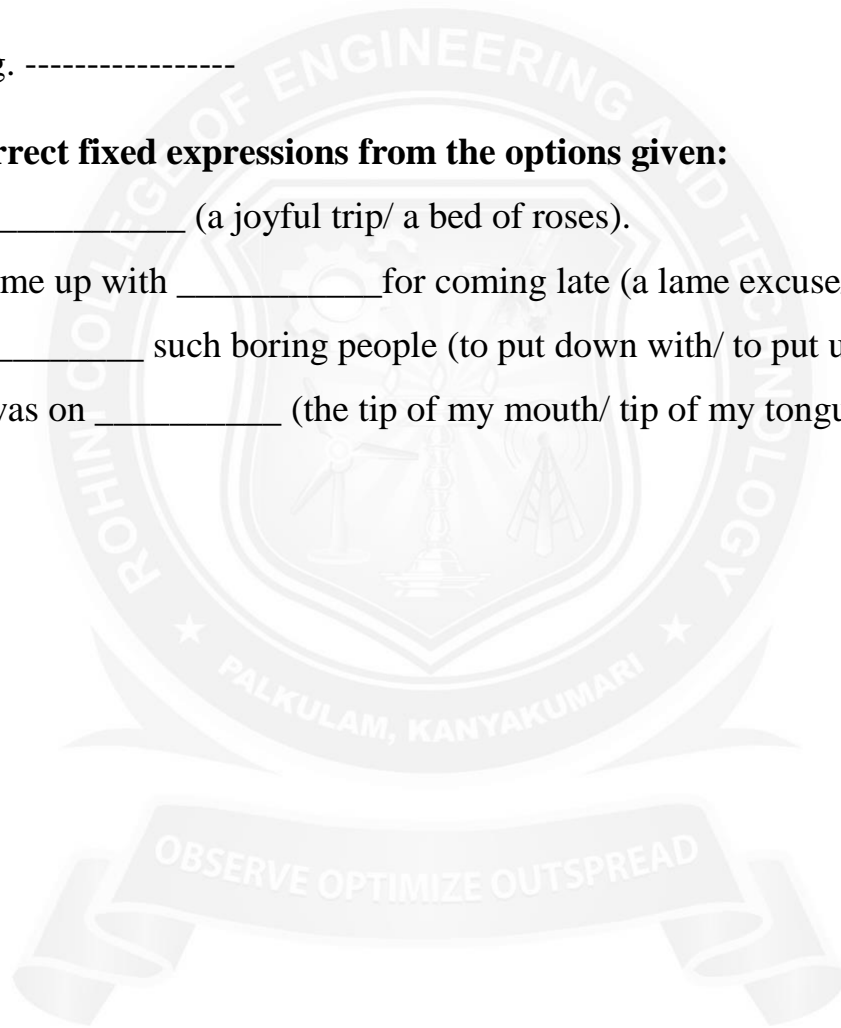 g. -----------------
rrect fixed expressions from the options given:
__________ (a joyful trip/ a bed of roses).
me up with ___________for coming late (a lame excuse
________ such boring people (to put down with/ to put u
was on __________ (the tip of my mouth/ tip of my tongu
ROHINI COLLEGE OF ENGINEERING AND TECHNOLOGY
PALKULAM, KANYAKUMARI
OBSERVE OPTIMIZE OUTSPREAD